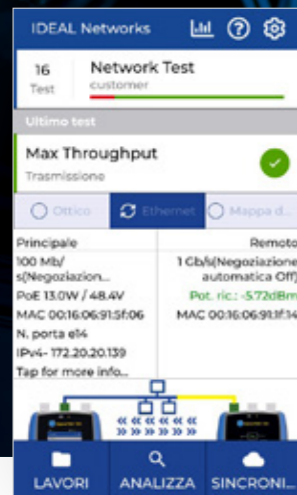 IDEAL Networks
16
Test
Network Test
customer
Ultimo test
Max Throughput
Trasmissione
Ottico
Ethernet
Mappa d...
Principale
100 Mb/
s(Negoziazion...
PoE 13.0W / 48.4V
MAC 00:16:06:91:5f:06
N. porta e14
IPv4- 172.20.20.139
Tap for more info...
Remoto
1 Gb/s(Negoziazione
automatica Off)
Pot. ric.: -5.72dBm
MAC 00:16:06:91:1f:14
LAVORI
ANALIZZA
SINCRONI...